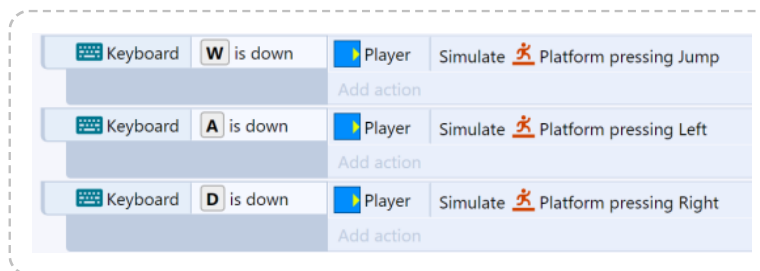 Keyboard W is down Player Simulate Platform pressing Jump
Add action
Keyboard A is down Player Simulate Platform pressing Left
Add action
Keyboard D is down Player Simulate Platform pressing Right
Add action